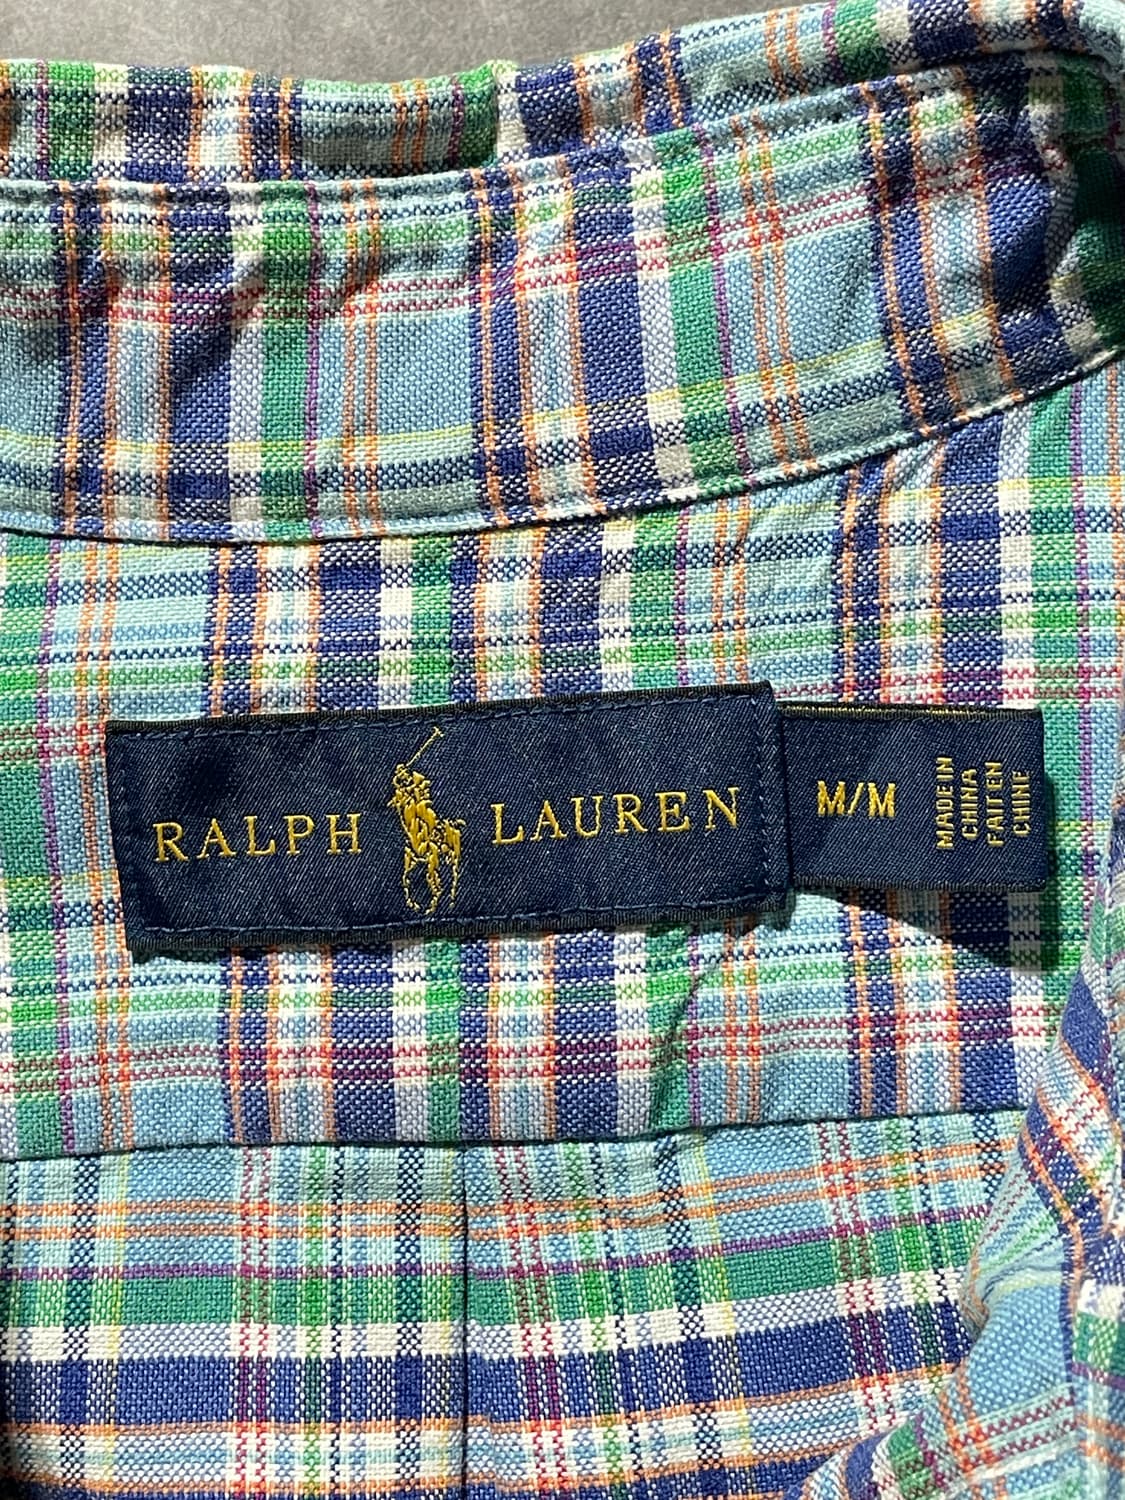 RALPH LAUREN
M/M
MADE IN
CHINA
FAIT EN
CHINE